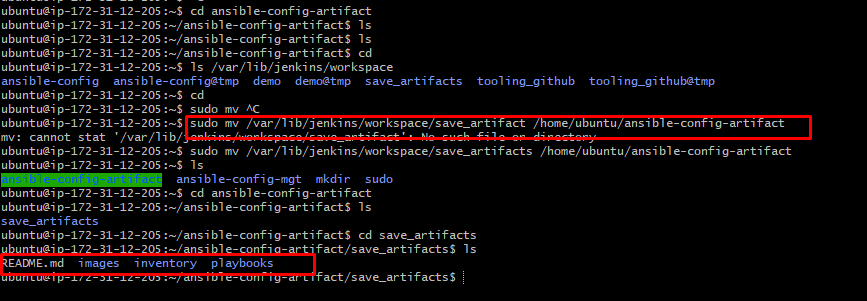 ubuntu@ip-172-31-12-205:~$ cd ansible-config-artifact
ubuntu@ip-172-31-12-205:~/ansible-config-artifact$ ls
ubuntu@ip-172-31-12-205:~/ansible-config-artifact$ ls
ubuntu@ip-172-31-12-205:~/ansible-config-artifact$ cd
ubuntu@ip-172-31-12-205:~$ ls /var/lib/jenkins/workspace
ansible-config ansible-config@tmp demo demo@tmp save_artifacts tooling_github tooling_github@tmp
ubuntu@ip-172-31-12-205:~$ cd
ubuntu@ip-172-31-12-205:~$ sudo mv ^C
ubuntu@ip-172-31-12-205:~$ sudo mv /var/lib/jenkins/workspace/save_artifact /home/ubuntu/ansible-config-artifact
mv: cannot stat '/var/lib/jenkins/workspace/save_artifact': No such file or directory
ubuntu@ip-172-31-12-205:~$ sudo mv /var/lib/jenkins/workspace/save_artifacts /home/ubuntu/ansible-config-artifact
ubuntu@ip-172-31-12-205:~$ ls
ansible-config-artifact ansible-config-mgt mkdir sudo
ubuntu@ip-172-31-12-205:~$ cd ansible-config-artifact
ubuntu@ip-172-31-12-205:~/ansible-config-artifact$ ls
save_artifacts
ubuntu@ip-172-31-12-205:~/ansible-config-artifact$ cd save_artifacts
ubuntu@ip-172-31-12-205:~/ansible-config-artifact/save_artifacts$ ls
README.md images inventory playbooks
ubuntu@ip-172-31-12-205:~/ansible-config-artifact/save_artifacts$